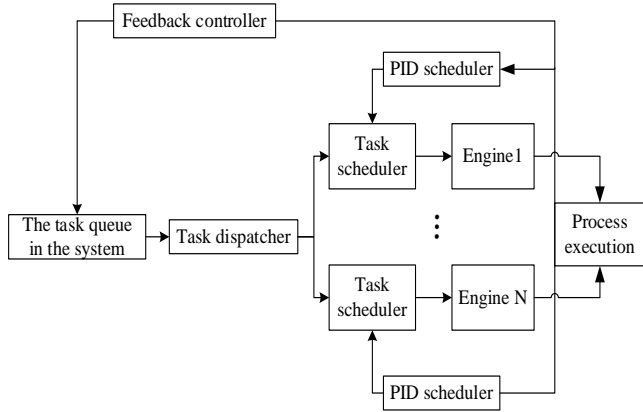 Feedback controller
PID scheduler
Task
scheduler
Engine1
The task queue
in the system
Task dispatcher
Process
execution
Task
scheduler
Engine N
PID scheduler